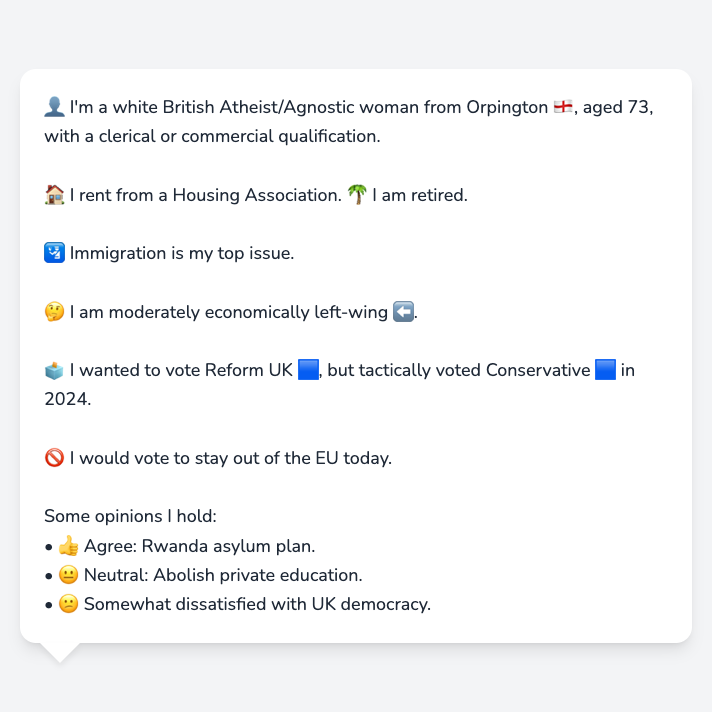 👤 I'm a white British Atheist/Agnostic woman from Orpington 🏴󠁧󠁢󠁥󠁮󠁧󠁿, aged 73,
with a clerical or commercial qualification.
🏠 I rent from a Housing Association. 🌴 I am retired.
🛂 Immigration is my top issue.
🤔 I am moderately economically left-wing ⬅️.
🗳️ I wanted to vote Reform UK 🟦, but tactically voted Conservative 🟦 in
2024.
🚫 I would vote to stay out of the EU today.
Some opinions I hold:
• 👍 Agree: Rwanda asylum plan.
• 😐 Neutral: Abolish private education.
• 😕 Somewhat dissatisfied with UK democracy.